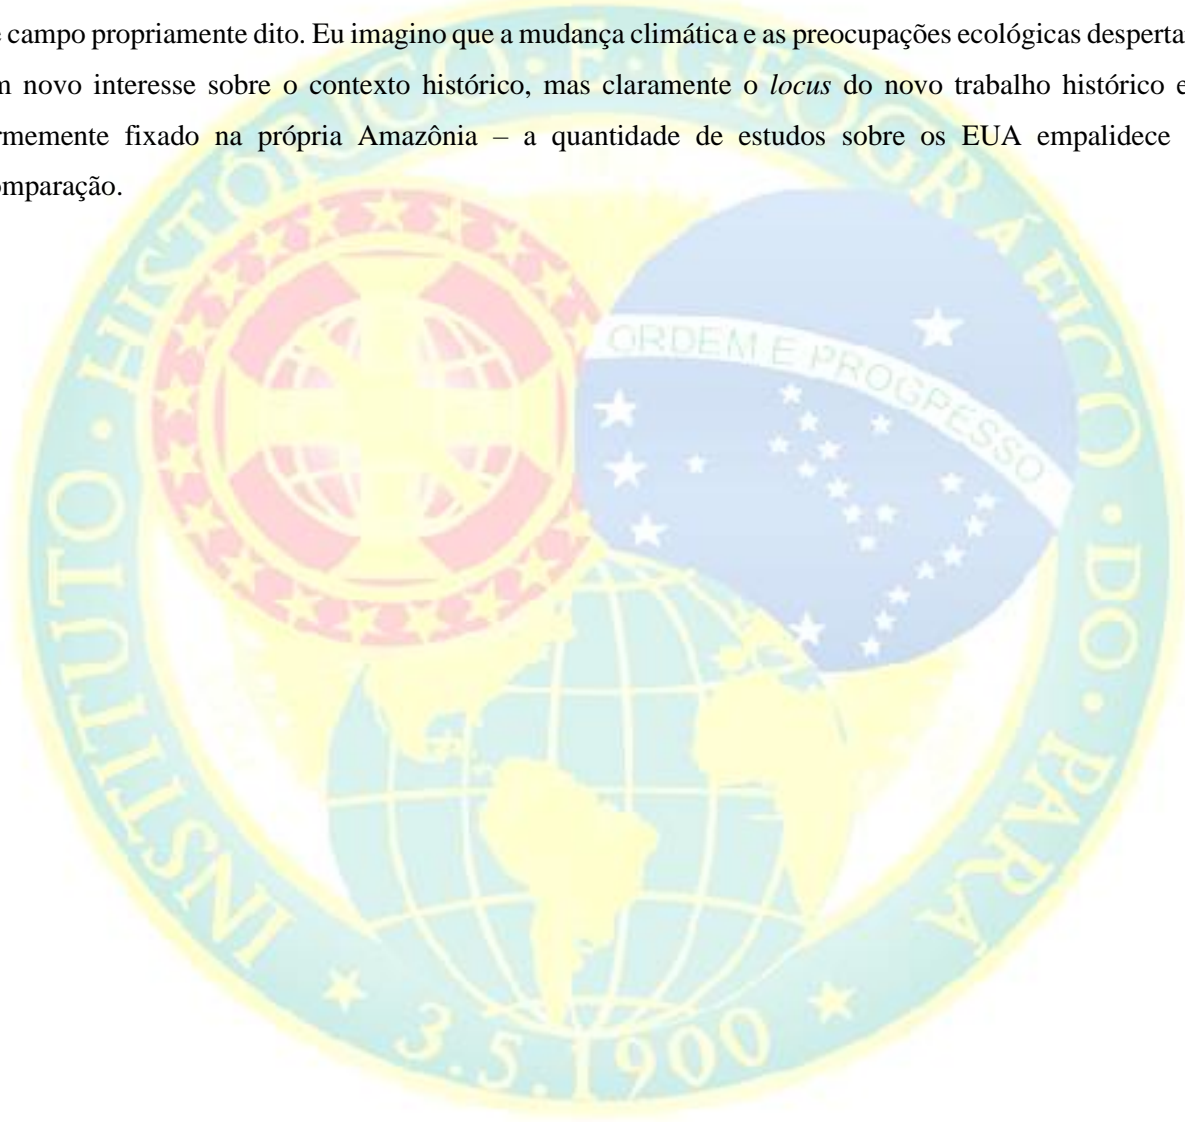 campo propriamente dito. Eu imagino que a mudança climática e as preocupações ecológicas desperta
novo interesse sobre o contexto histórico, mas claramente o locus do novo trabalho histórico e
rmemente fixado na própria Amazônia – a quantidade de estudos sobre os EUA empalidece
omparação.
INSTITUTO • HISTÓRICO • E • GEOGRÁFICO • DO • PARÁ
ORDEM E PROGRESSO
3.5.1900